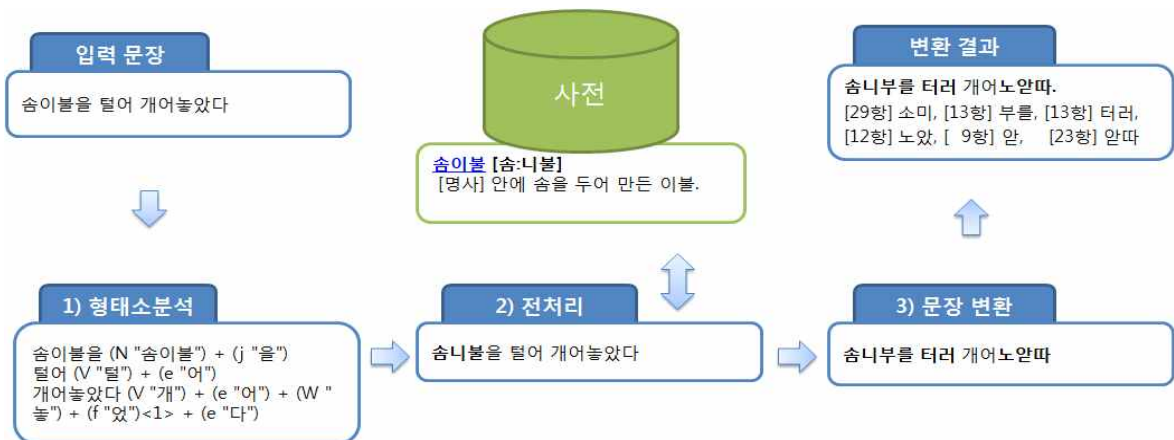 입력 문장
솜이불을 털어 개어놓았다
사전
솜이불 [솜:니불]
[명사] 안에 솜을 두어 만든 이불.
변환 결과
솜니부를 터러 개어노알따.
[29항] 소미, [13항] 부를, [13항] 터러,
[12항] 노았, [ 9항] 앋, [23항] 앋따
1) 형태소분석
솜이불을 (N "솜이불") + (j "을")
털어 (V "털") + (e "어")
개어놓았다 (V "개") + (e "어") + (W "
놓") + (f "었")<1> + (e "다")
2) 전처리
솜니불을 털어 개어놓았다
3) 문장 변환
솜니부를 터러 개어노앋따